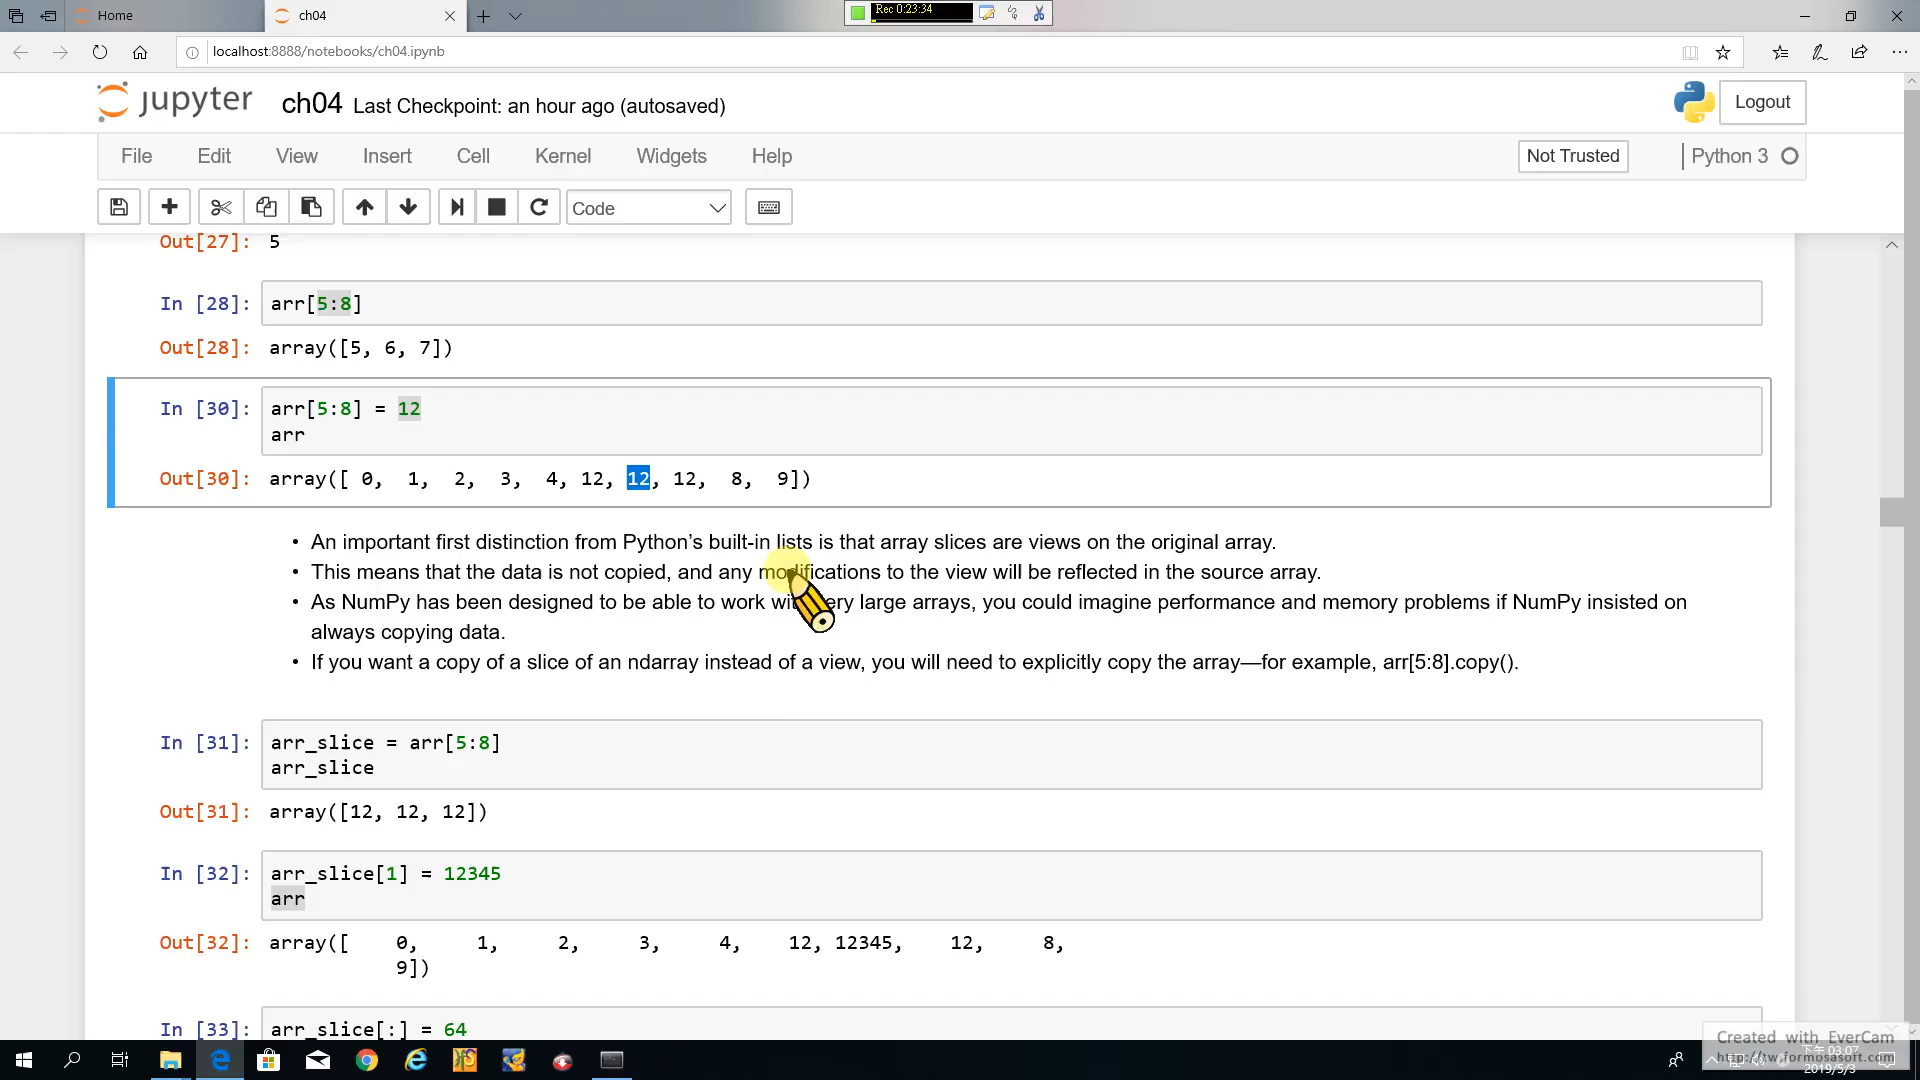 Home
ch04
Rec 0:23:34
localhost:8888/notebooks/ch04.ipynb
jupyter ch04 Last Checkpoint: an hour ago (autosaved)
Logout
File Edit View Insert Cell Kernel Widgets Help
Not Trusted
Python 3
Code
Out[27]: 5
In [28]: arr[5:8]
Out[28]: array([5, 6, 7])
In [30]: arr[5:8] = 12
arr
Out[30]: array([ 0, 1, 2, 3, 4, 12, 12, 12, 8, 9])
• An important first distinction from Python's built-in lists is that array slices are views on the original array.
• This means that the data is not copied, and any modifications to the view will be reflected in the source array.
• As NumPy has been designed to be able to work with very large arrays, you could imagine performance and memory problems if NumPy insisted on
always copying data.
• If you want a copy of a slice of an ndarray instead of a view, you will need to explicitly copy the array—for example, arr[5:8].copy().
In [31]: arr_slice = arr[5:8]
arr_slice
Out[31]: array([12, 12, 12])
In [32]: arr_slice[1] = 12345
arr
Out[32]: array([ 0, 1, 2, 3, 4, 12, 12345, 12, 8,
9])
In [33]: arr_slice[:] = 64
Created with EverCam
http://tw.formosasoft.com
下午 03:07
2019/5/3